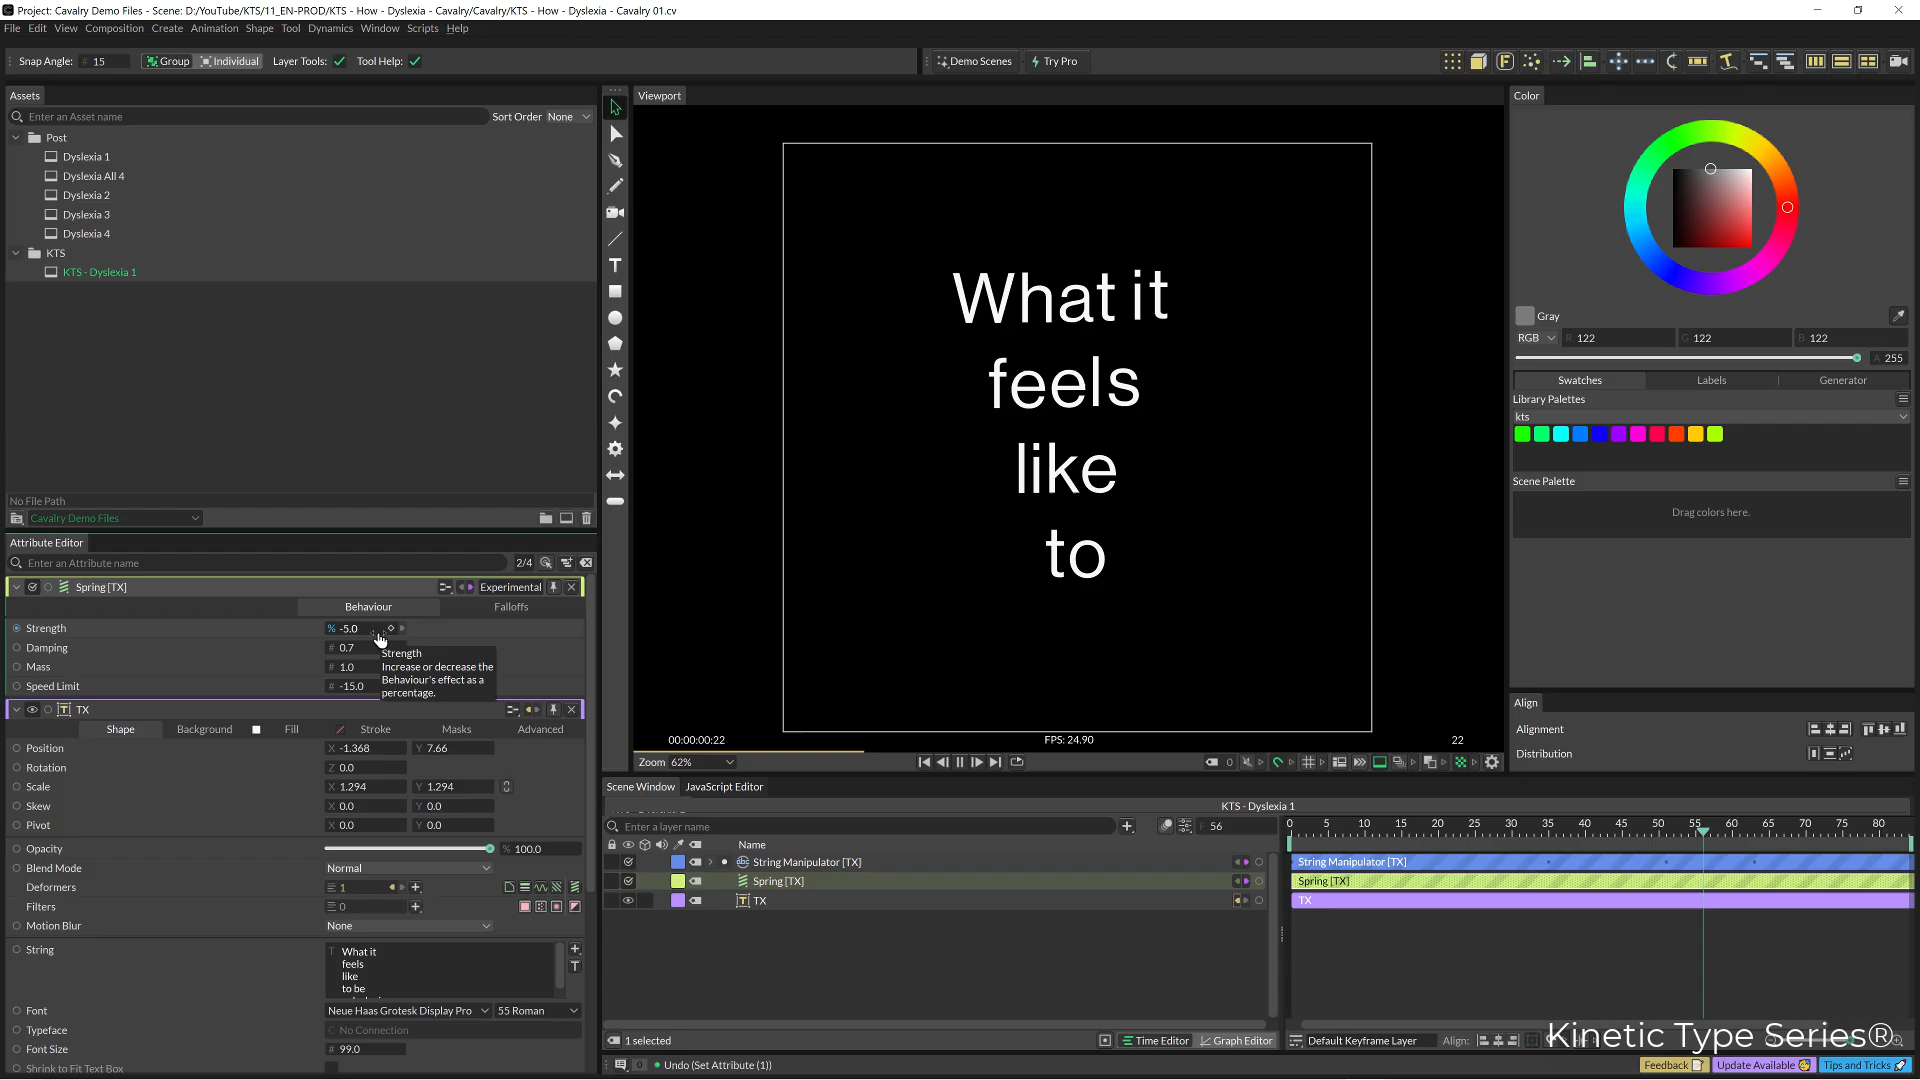 Project: Cavalry Demo Files - Scene: D:/YouTube/KTS/11_EN-PROD/KTS - How - Dyslexia - Cavalry/Cavalry/KTS - How - Dyslexia - Cavalry 01.cv
File Edit View Composition Create Animation Shape Tool Dynamics Window Scripts Help
Snap Angle: # 15 Group Individual Layer Tools: Tool Help: Demo Scenes Try Pro
Assets
Enter an Asset name Sort Order None
Post
Dyslexia 1
Dyslexia All 4
Dyslexia 2
Dyslexia 3
Dyslexia 4
KTS
KTS - Dyslexia 1
No File Path
Cavalry Demo Files
Attribute Editor
Enter an Attribute name 2/4
Spring [TX] Experimental
Behaviour Falloffs
Strength % -5.0
Damping # 0.7
Mass # 1.0
Speed Limit # -15.0
Strength
Increase or decrease the
Behaviour's effect as a
percentage.
TX
Shape Background Fill Stroke Masks Advanced
Position X -1.368 Y 7.66
Rotation Z 0.0
Scale X 1.294 Y 1.294
Skew X 0.0 Y 0.0
Pivot X 0.0 Y 0.0
Opacity % 100.0
Blend Mode Normal
Deformers 1
Filters 0
Motion Blur None
String T What it
feels
like
to be
Font Neue Haas Grotesk Display Pro 55 Roman
Typeface C No Connection
Font Size # 99.0
Shrink to Fit Text Box
Viewport
What it
feels
like
to
00:00:00:22 FPS: 24.90 22
Zoom 62% 0
Scene Window JavaScript Editor
KTS - Dyslexia 1
Enter a layer name F 56
0 5 10 15 20 25 30 35 40 45 50 55 60 65 70 75 80
Name
String Manipulator [TX] String Manipulator [TX]
Spring [TX] Spring [TX]
TX TX
1 selected Time Editor Graph Editor Default Keyframe Layer Align:
0 Undo (Set Attribute (1))
Color
Gray
RGB R 122 G 122 B 122
A 255
Swatches Labels Generator
Library Palettes
kts
Scene Palette
Drag colors here.
Align
Alignment
Distribution
Kinetic Type Series®
Feedback Update Available Tips and Tricks